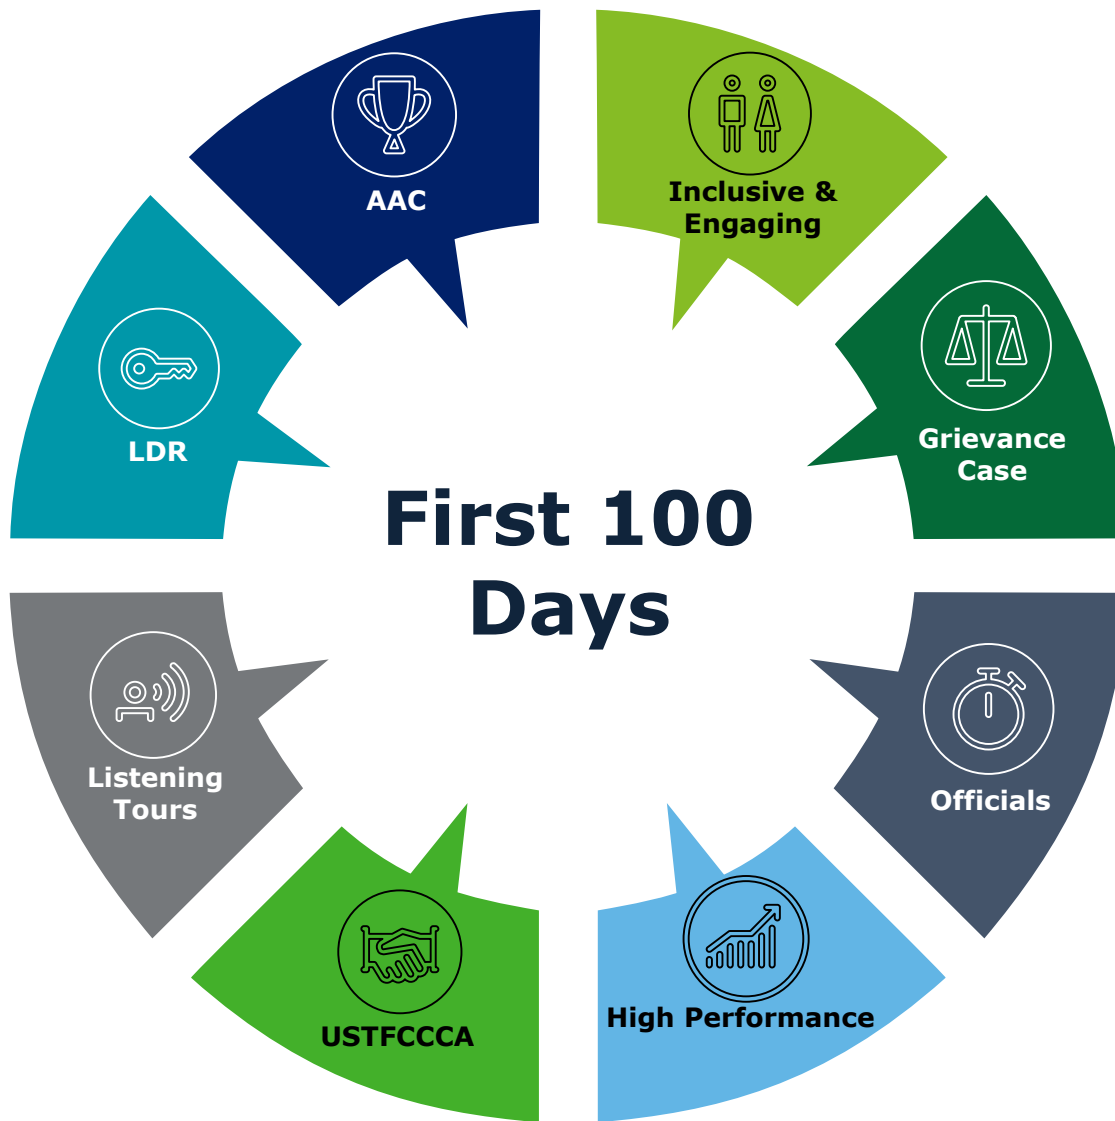 AAC
Inclusive &
Engaging
LDR
Grievance
Case
First 100
Days
Listening
Tours
Officials
USTFCCCA
High Performance